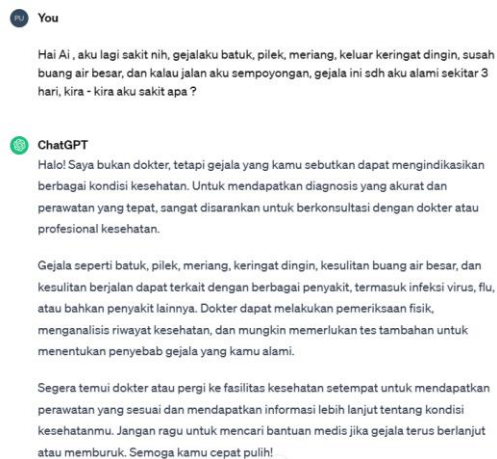 PU You
Hai Ai , aku lagi sakit nih, gejalaku batuk, pilek, meriang, keluar keringat dingin, susah
buang air besar, dan kalau jalan aku sempoyongan, gejala ini sdh aku alami sekitar 3
hari, kira - kira aku sakit apa ?
ChatGPT
Halo! Saya bukan dokter, tetapi gejala yang kamu sebutkan dapat mengindikasikan
berbagai kondisi kesehatan. Untuk mendapatkan diagnosis yang akurat dan
perawatan yang tepat, sangat disarankan untuk berkonsultasi dengan dokter atau
profesional kesehatan.
Gejala seperti batuk, pilek, meriang, keringat dingin, kesulitan buang air besar, dan
kesulitan berjalan dapat terkait dengan berbagai penyakit, termasuk infeksi virus, flu,
atau bahkan penyakit lainnya. Dokter dapat melakukan pemeriksaan fisik,
menganalisis riwayat kesehatan, dan mungkin memerlukan tes tambahan untuk
menentukan penyebab gejala yang kamu alami.
Segera temui dokter atau pergi ke fasilitas kesehatan setempat untuk mendapatkan
perawatan yang sesuai dan mendapatkan informasi lebih lanjut tentang kondisi
kesehatanmu. Jangan ragu untuk mencari bantuan medis jika gejala terus berlanjut
atau memburuk. Semoga kamu cepat pulih!